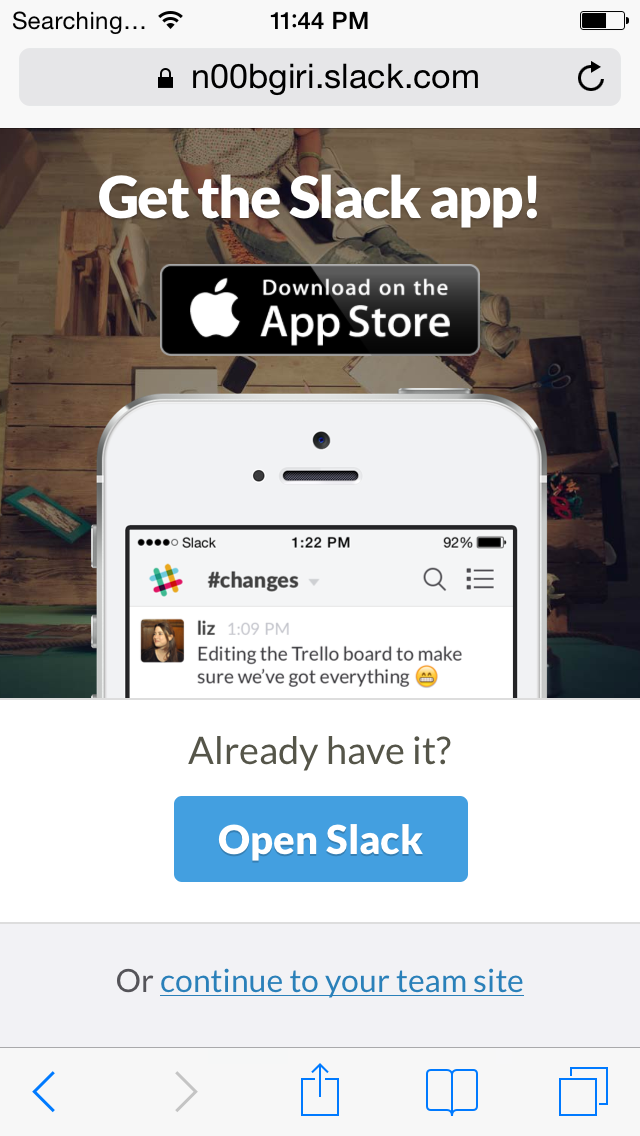 Searching... 11:44 PM
n00bgiri.slack.com
Get the Slack app!
Download on the
App Store
Slack 1:22 PM 92%
#changes
liz 1:09 PM
Editing the Trello board to make
sure we've got everything 😁
Already have it?
Open Slack
Or continue to your team site